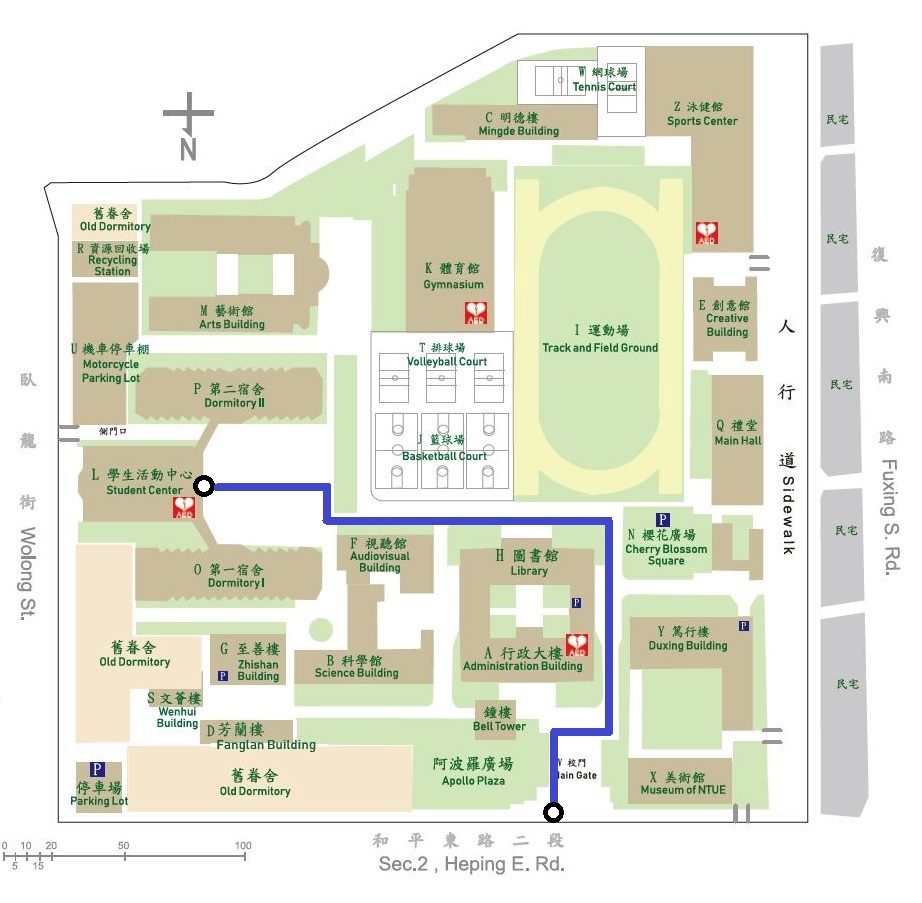 W 網球場
Tennis Court
C 明德樓
Mingde Building
Z 泳健館
Sports Center
民宅
N
舊眷舍
Old Dormitory
R 資源回收場
Recycling
Station
K 體育館
Gymnasium
AED
AED
民宅
復興南路
Fuxing S. Rd.
M 藝術館
Arts Building
E 創意館
Creative
Building
人行道 Sidewalk
I 運動場
Track and Field Ground
T 排球場
Volleyball Court
U 機車停車棚
Motorcycle
Parking Lot
P 第二宿舍
Dormitory II
民宅
臥龍街
Wolong St.
側門口
J 籃球場
Basketball Court
Q 禮堂
Main Hall
L 學生活動中心
Student Center
AED
P
N 櫻花廣場
Cherry Blossom
Square
民宅
F 視聽館
Audiovisual
Building
H 圖書館
Library
P
O 第一宿舍
Dormitory I
A 行政大樓
Administration Building
AED
Y 篤行樓
Duxing Building
P
舊眷舍
Old Dormitory
G 至善樓
Zhishan
Building
P
B 科學館
Science Building
民宅
S 文薈樓
Wenhui
Building
鐘樓
Bell Tower
D 芳蘭樓
Fanglan Building
P
停車場
Parking Lot
舊眷舍
Old Dormitory
阿波羅廣場
Apollo Plaza
V 校門
Main Gate
X 美術館
Museum of NTUE
和平東路二段
Sec.2 , Heping E. Rd.
0 10 20 50 100
5 15